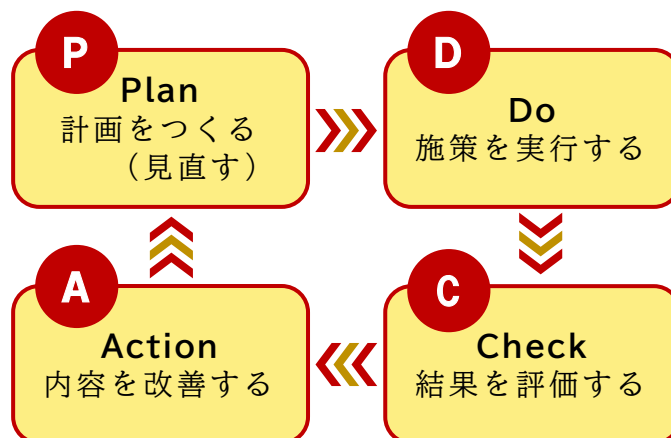 P
Plan
計画をつくる
（見直す）
D
Do
施策を実行する
C
Check
結果を評価する
A
Action
内容を改善する